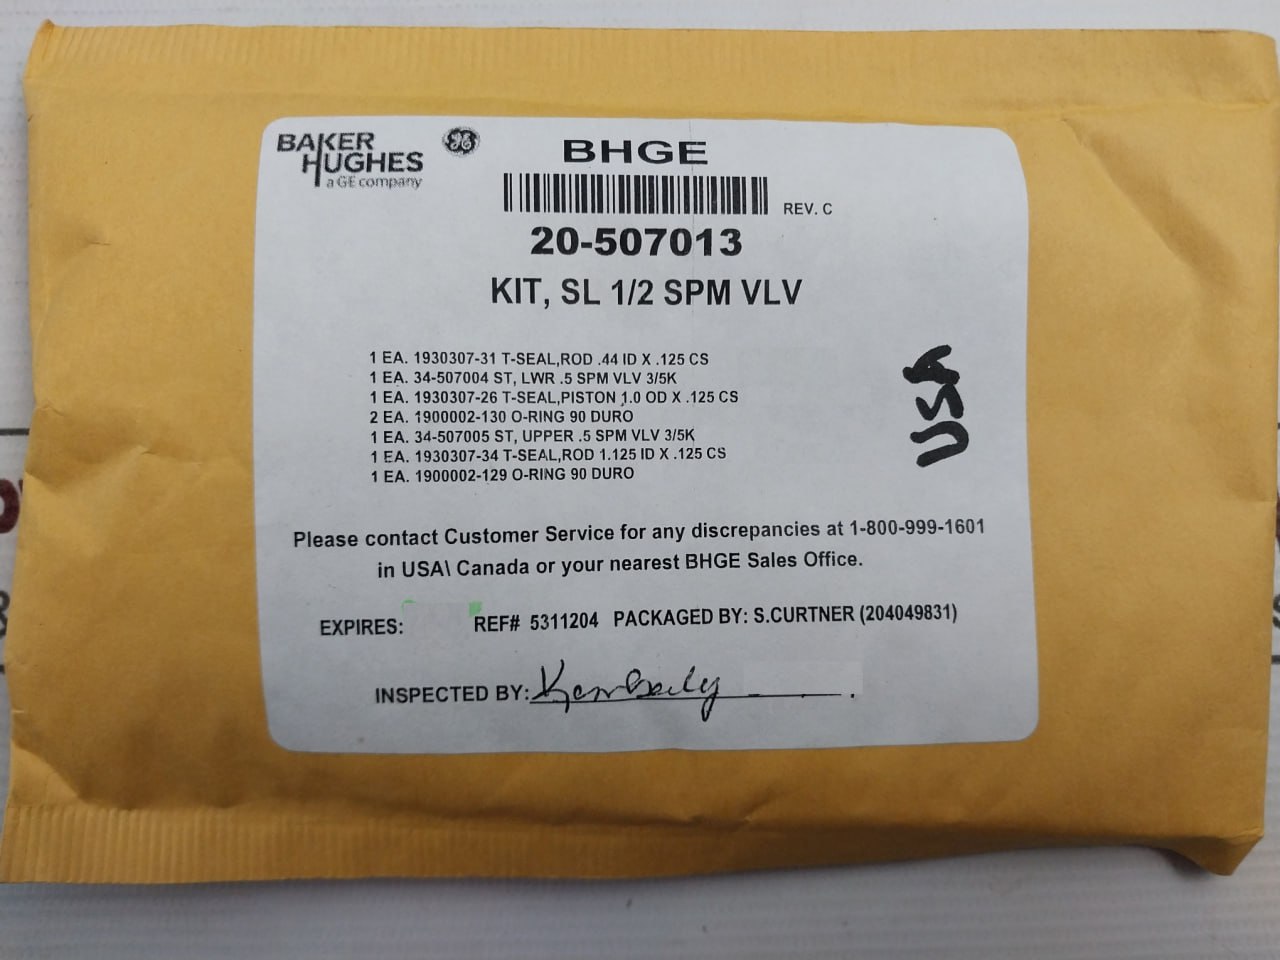 BAKER
HUGHES
a GE company
BHGE
REV. C
20-507013
KIT, SL 1/2 SPM VLV
1 EA. 1930307-31 T-SEAL,ROD .44 ID X .125 CS
1 EA. 34-507004 ST, LWR .5 SPM VLV 3/5K
1 EA. 1930307-26 T-SEAL,PISTON 1.0 OD X .125 CS
2 EA. 1900002-130 O-RING 90 DURO
1 EA. 34-507005 ST, UPPER .5 SPM VLV 3/5K
1 EA. 1930307-34 T-SEAL,ROD 1.125 ID X .125 CS
1 EA. 1900002-129 O-RING 90 DURO
USA
Please contact Customer Service for any discrepancies at 1-800-999-1601
in USA\ Canada or your nearest BHGE Sales Office.
EXPIRES: REF# 5311204 PACKAGED BY: S.CURTNER (204049831)
INSPECTED BY: